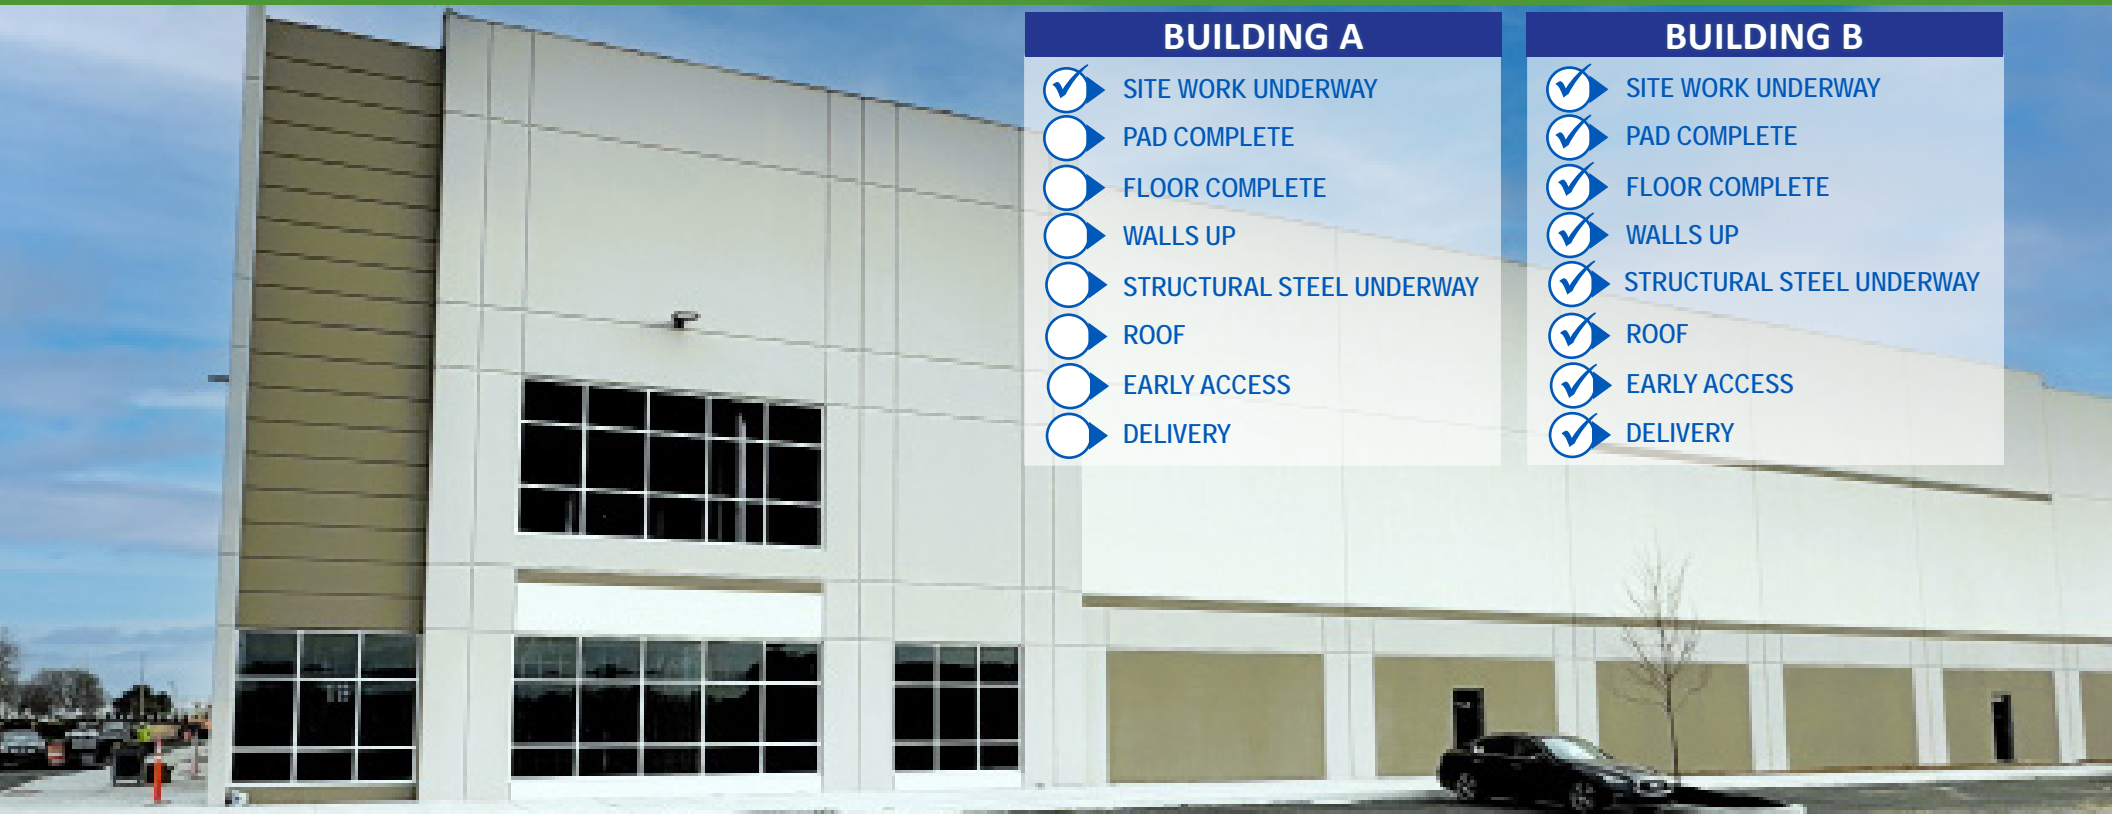 BUILDING A
SITE WORK UNDERWAY
PAD COMPLETE
FLOOR COMPLETE
WALLS UP
STRUCTURAL STEEL UNDERWAY
ROOF
EARLY ACCESS
DELIVERY
BUILDING B
SITE WORK UNDERWAY
PAD COMPLETE
FLOOR COMPLETE
WALLS UP
STRUCTURAL STEEL UNDERWAY
ROOF
EARLY ACCESS
DELIVERY